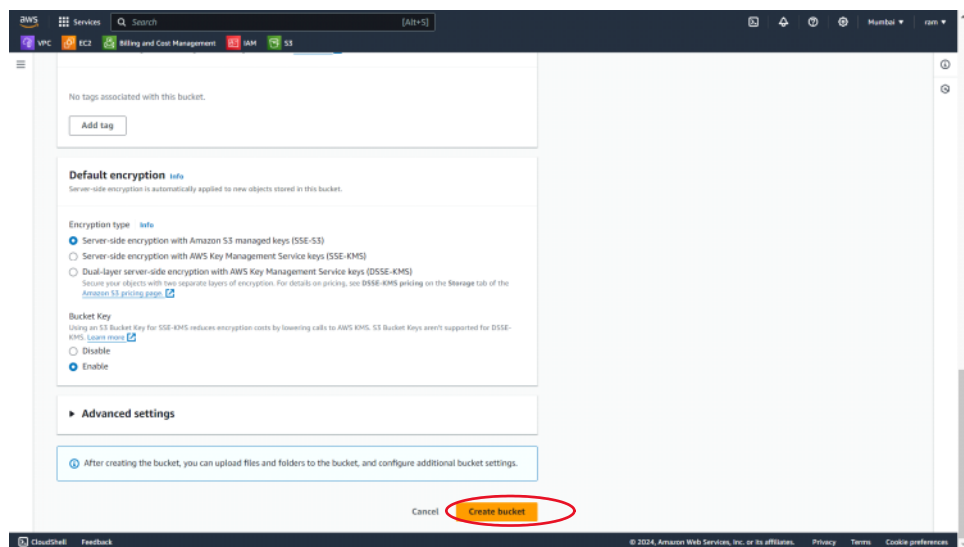 aws Services Search [Alt+S] Mumbai ▾ ram ▾
VPC EC2 Billing and Cost Management IAM S3
No tags associated with this bucket.
Add tag
Default encryption Info
Server-side encryption is automatically applied to new objects stored in this bucket.
Encryption type Info
Server-side encryption with Amazon S3 managed keys (SSE-S3)
Server-side encryption with AWS Key Management Service keys (SSE-KMS)
Dual-layer server-side encryption with AWS Key Management Service keys (DSSE-KMS)
Secure your objects with two separate layers of encryption. For details on pricing, see DSSE-KMS pricing on the Storage tab of the
Amazon S3 pricing page.
Bucket Key
Using an S3 Bucket Key for SSE-KMS reduces encryption costs by lowering calls to AWS KMS. S3 Bucket Keys aren't supported for DSSE-
KMS. Learn more
Disable
Enable
Advanced settings
After creating the bucket, you can upload files and folders to the bucket, and configure additional bucket settings.
Cancel Create bucket
CloudShell Feedback © 2024, Amazon Web Services, Inc. or its affiliates. Privacy Terms Cookie preferences